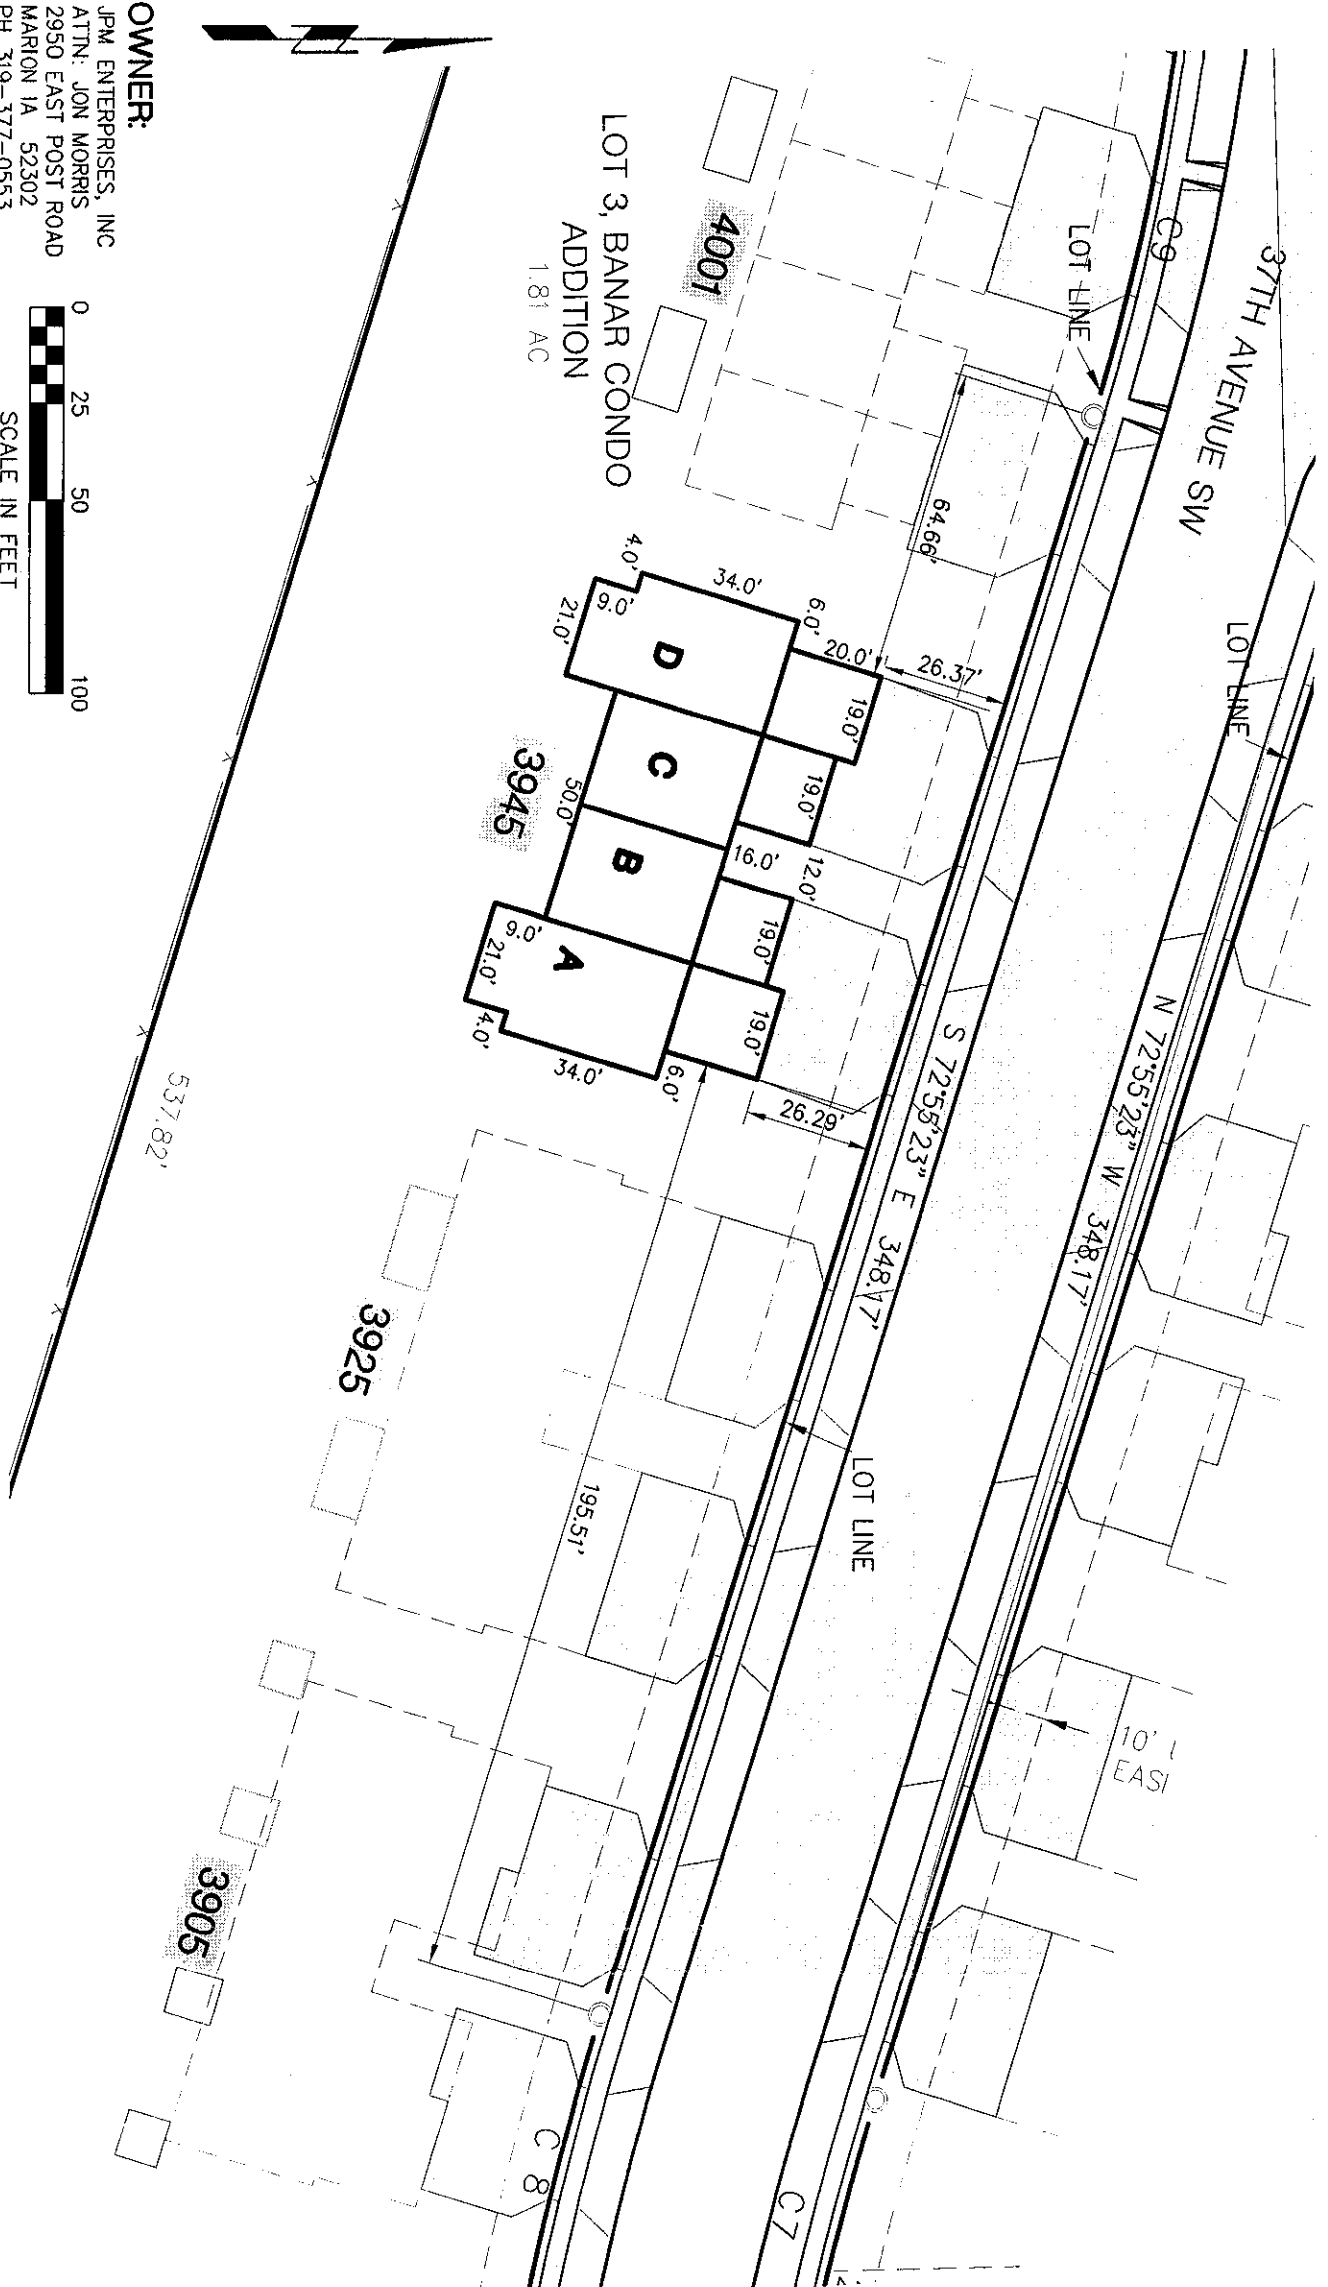 37TH AVENUE SW
C9
LOT LINE
LOT LINE
4001
LOT 3, BANAR CONDO
ADDITION
1.81 AC
64.66'
26.37'
6.0'
20.0'
34.0'
4.0'
9.0'
21.0'
19.0'
D
C
B
A
19.0'
12.0'
16.0'
50.0'
19.0'
19.0'
9.0'
21.0'
4.0'
34.0'
6.0'
26.29'
3945
N 72°55'23" W 348.17'
S 72°55'23" E 348.17'
LOT LINE
537.82'
3925
195.51'
10'
3905
C 8
C7
OWNER:
JPM ENTERPRISES, INC
ATTN: JON MORRIS
2950 EAST POST ROAD
MARION IA 52302
PH 319-377-0553
0 25 50 100
SCALE IN FEET